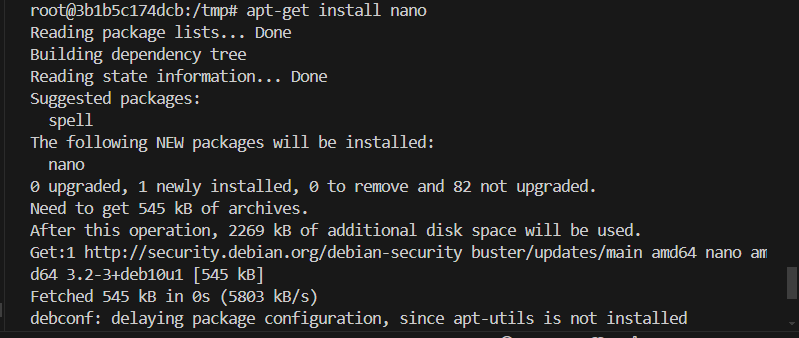 root@3b1b5c174dcb:/tmp# apt-get install nano
Reading package lists... Done
Building dependency tree
Reading state information... Done
Suggested packages:
  spell
The following NEW packages will be installed:
  nano
0 upgraded, 1 newly installed, 0 to remove and 82 not upgraded.
Need to get 545 kB of archives.
After this operation, 2269 kB of additional disk space will be used.
Get:1 http://security.debian.org/debian-security buster/updates/main amd64 nano am
d64 3.2-3+deb10u1 [545 kB]
Fetched 545 kB in 0s (5803 kB/s)
debconf: delaying package configuration, since apt-utils is not installed